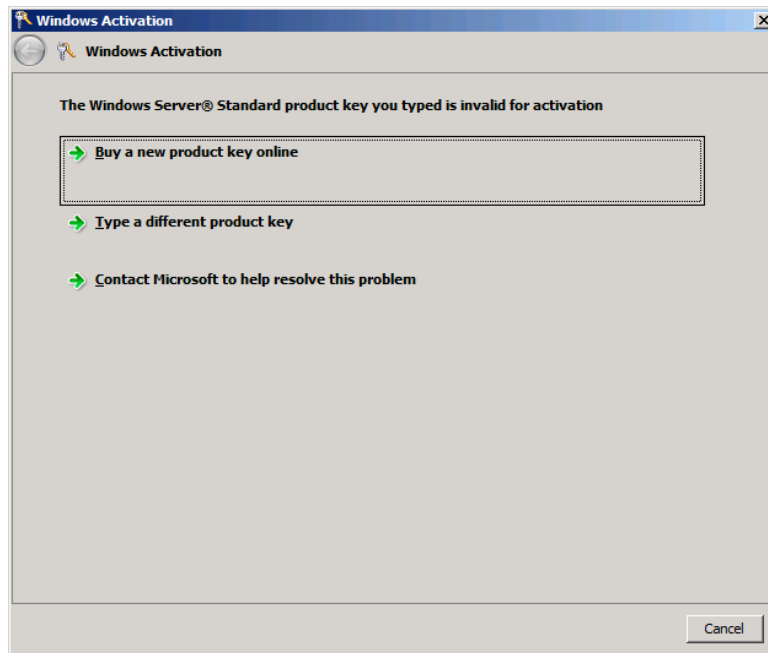 Windows Activation
Windows Activation
The Windows Server® Standard product key you typed is invalid for activation
Buy a new product key online
Type a different product key
Contact Microsoft to help resolve this problem
Cancel